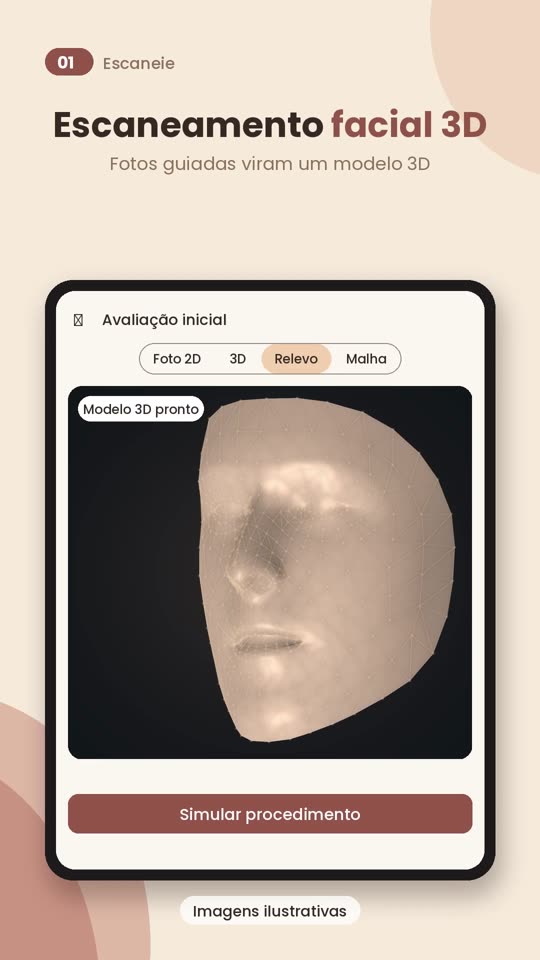 01 Escaneie
Escaneamento facial 3D
Fotos guiadas viram um modelo 3D
Avaliação inicial
Foto 2D 3D Relevo Malha
Modelo 3D pronto
Simular procedimento
Imagens ilustrativas